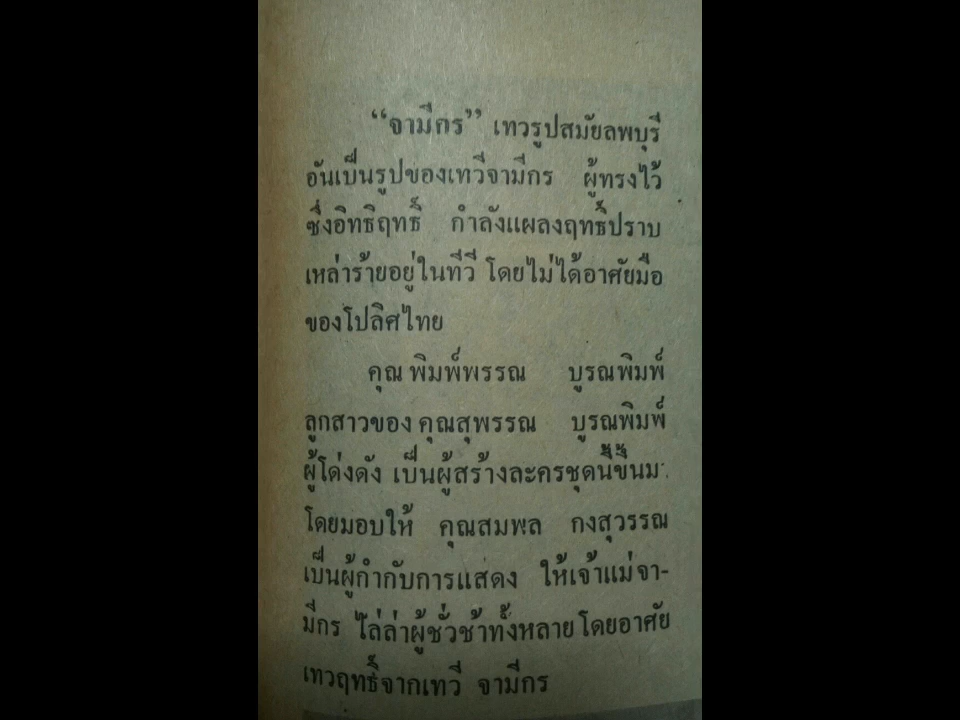 “จามีกร” เทวรูปสมัยลพบุรี
อันเป็นรูปของเทวีจามีกร ผู้ทรงไว้
ซึ่งอิทธิฤทธิ์ กำลังแผลงฤทธิ์ปราบ
เหล่าร้ายอยู่ในทีวี โดยไม่ได้อาศัยมือ
ของโปลิศไทย
คุณ พิมพ์พรรณ บูรณพิมพ์
ลูกสาวของ คุณสุพรรณ บูรณพิมพ์
ผู้โด่งดัง เป็นผู้สร้างละครชุดนี้ขึ้นมา
โดยมอบให้ คุณสมพล กงสุวรรณ
เป็นผู้กำกับการแสดง ให้เจ้าแม่จา-
มีกร ไล่ล่าผู้ชั่วช้าทั้งหลาย โดยอาศัย
เทวฤทธิ์จากเทวี จามีกร